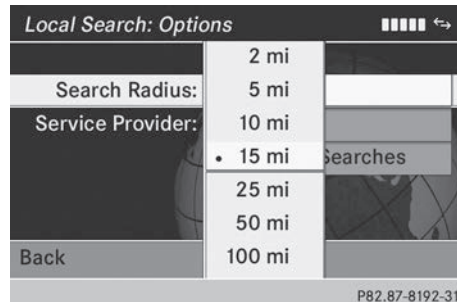 Local Search: Options
2 mi
Search Radius: 5 mi
Service Provider: 10 mi
• 15 mi Searches
25 mi
50 mi
Back 100 mi
P82.87-8192-31